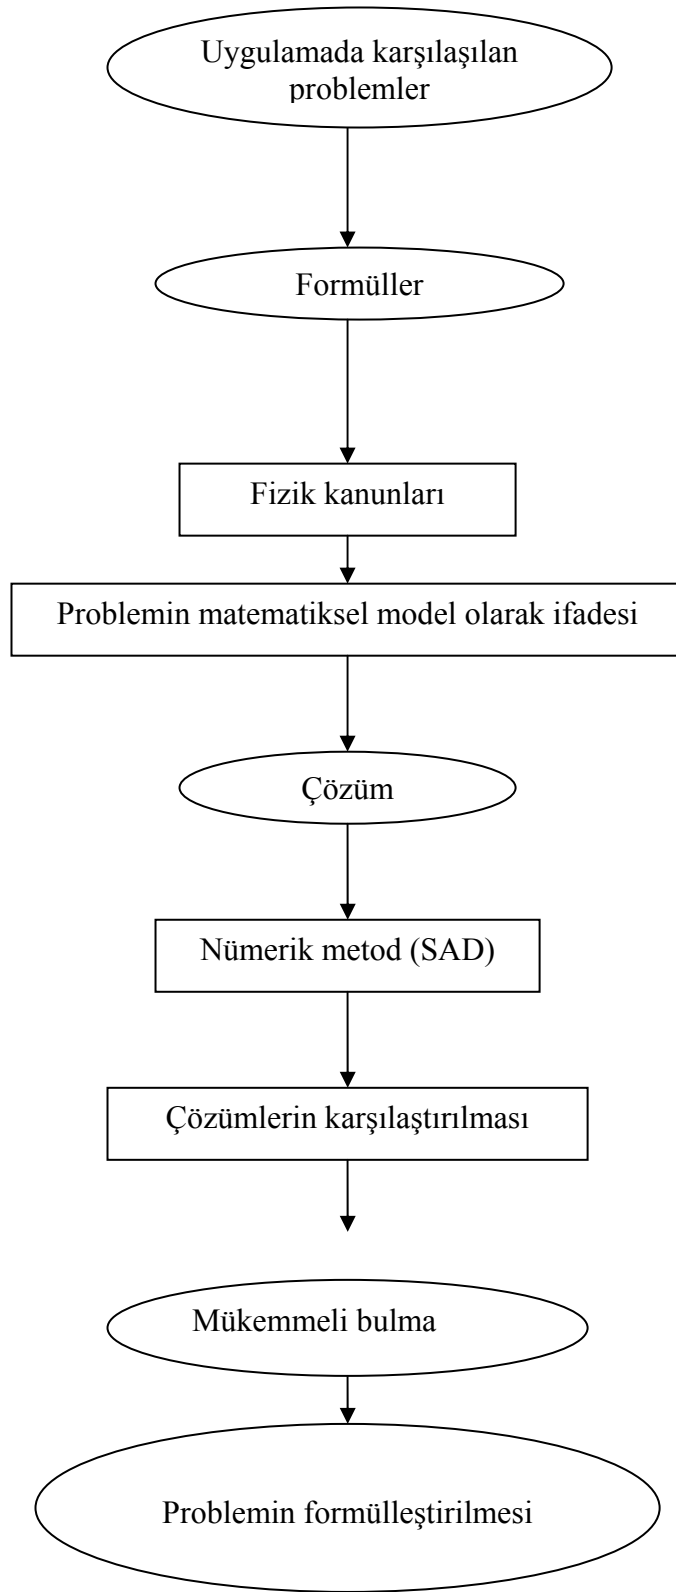 Uygulamada karşılaşılan
problemler
Formüller
Fizik kanunları
Problemin matematiksel model olarak ifadesi
Çözüm
Nümerik metod (SAD)
Çözümlerin karşılaştırılması
Mükemmeli bulma
Problemin formülleştirilmesi